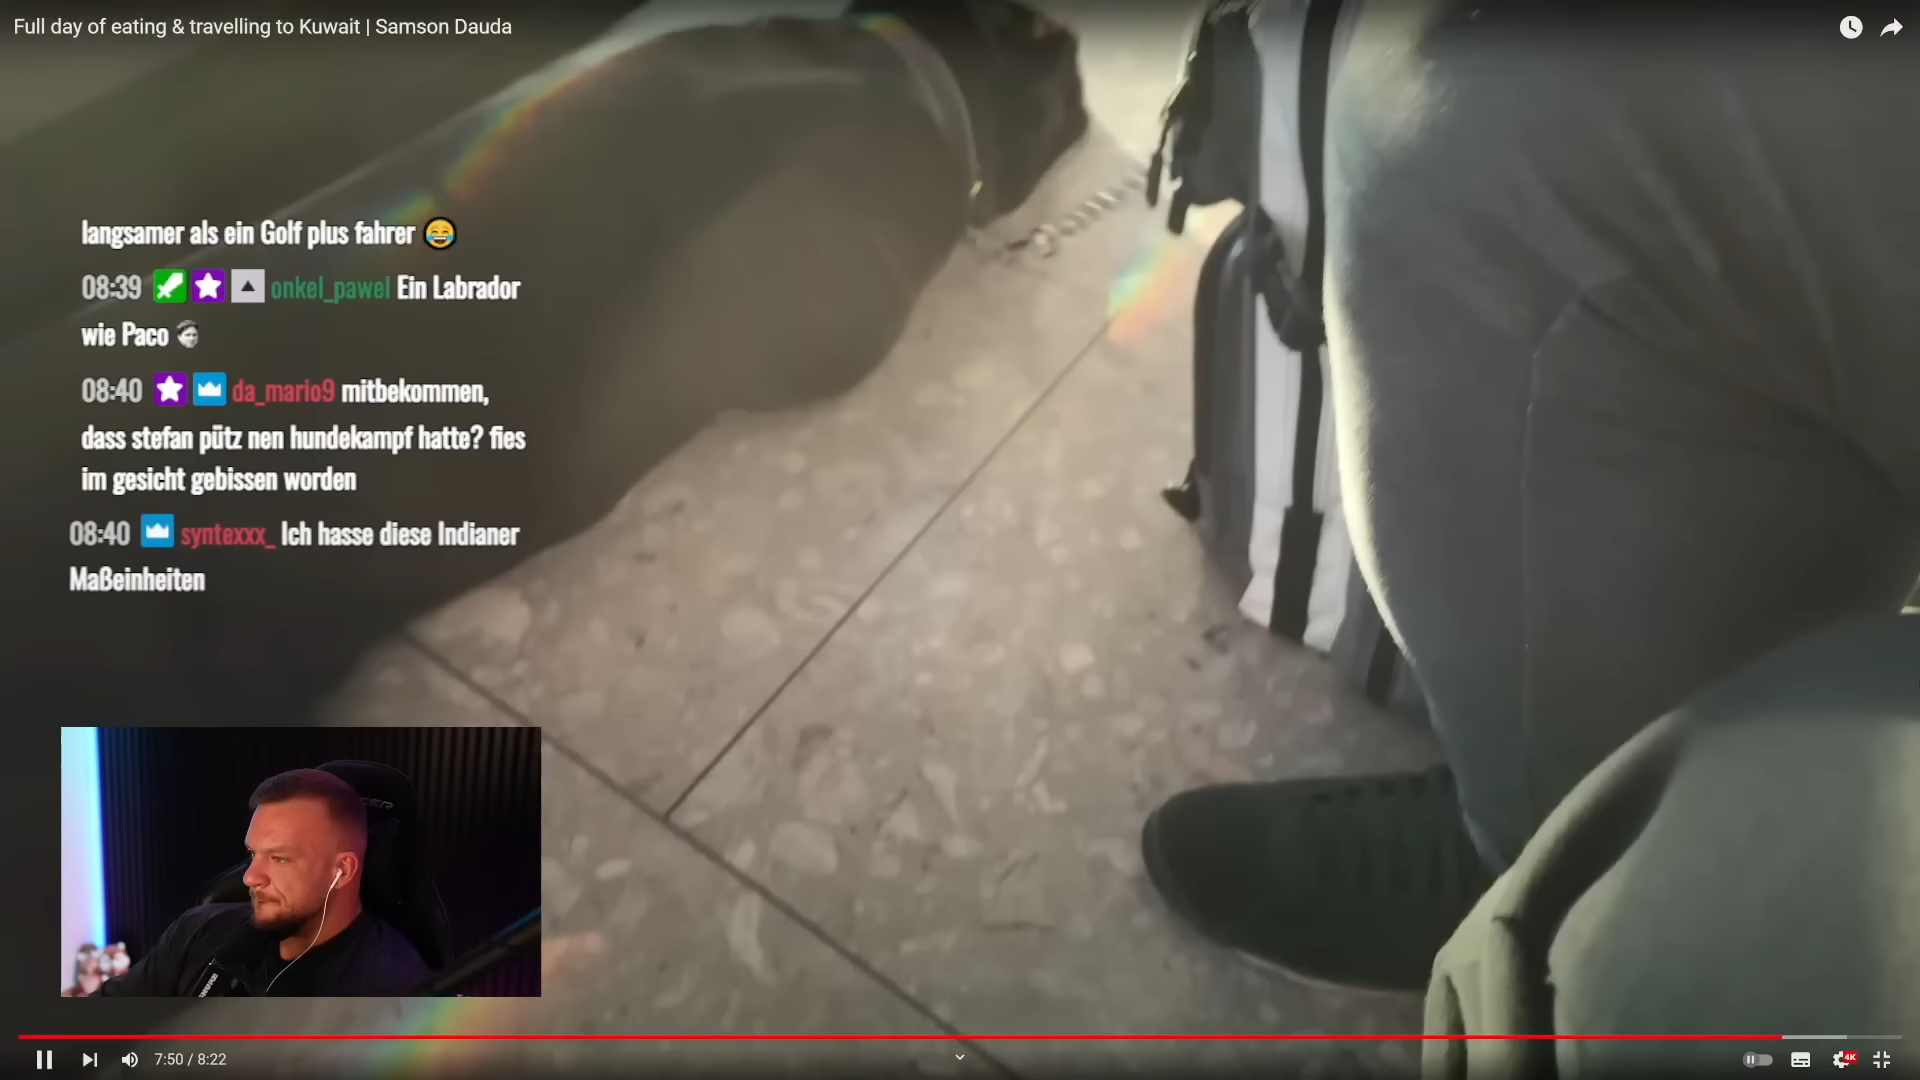 Full day of eating & travelling to Kuwait | Samson Dauda
langsamer als ein Golf plus fahrer 😂
08:39 onkel_pawel Ein Labrador
wie Paco
08:40 da_mario9 mitbekommen,
dass stefan pütz nen hundekampf hatte? fies
im gesicht gebissen worden
08:40 syntexxx_ Ich hasse diese Indianer
Maßeinheiten
SHURE
7:50 / 8:22
4K